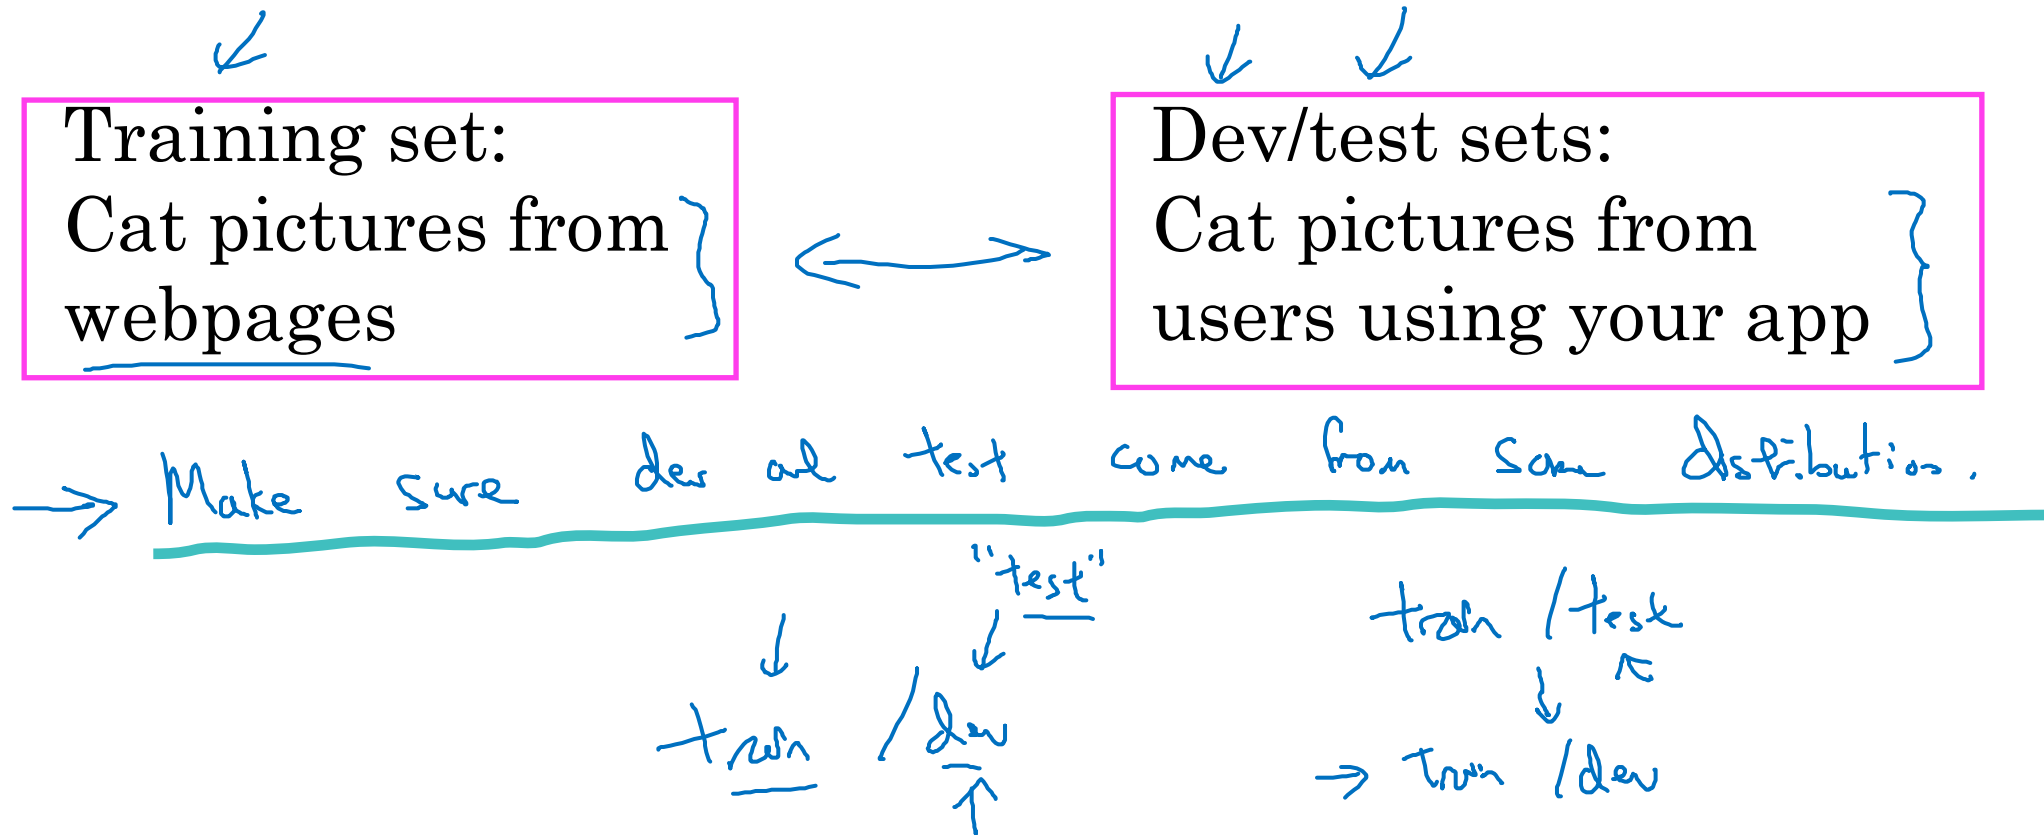 Training set:
Cat pictures from
webpages
Dev/test sets:
Cat pictures from
users using your app
→ Make sure dev and test come from same distribution.
"test"
train / dev
train / test
→ train / dev